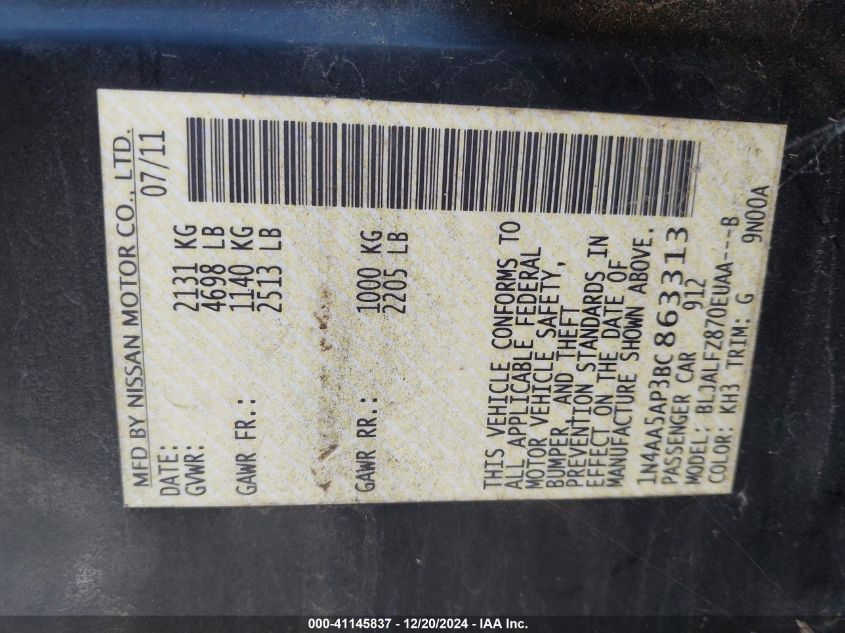 MFD BY NISSAN MOTOR CO., LTD.
DATE: 07/11
GVWR: 2131 KG
4698 LB
GAWR FR.: 1140 KG
2513 LB
GAWR RR.: 1000 KG
2205 LB
THIS VEHICLE CONFORMS TO
ALL APPLICABLE FEDERAL
MOTOR VEHICLE SAFETY,
BUMPER, AND THEFT
PREVENTION STANDARDS IN
EFFECT ON THE DATE OF
MANUFACTURE SHOWN ABOVE.
1N4AA5AP3BC863313
PASSENGER CAR 912
MODEL: BLJALFZ870EUAA---B
COLOR: KH3 TRIM: G 9N00A
000-41145837 - 12/20/2024 - IAA Inc.